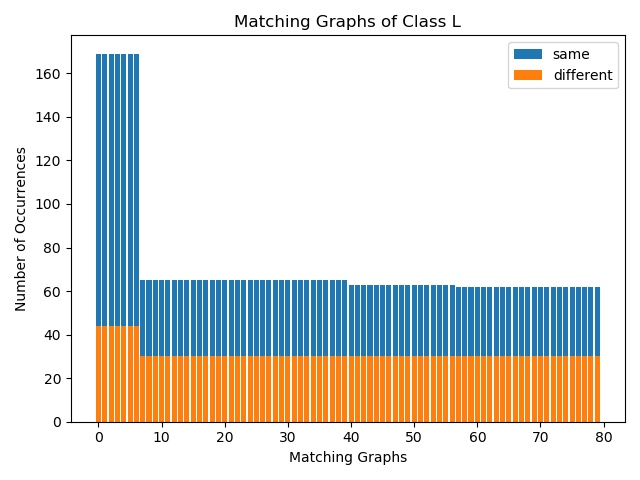 Matching Graphs of Class L
same
different
Number of Occurrences
160
140
120
100
80
60
40
20
0
0 10 20 30 40 50 60 70 80
Matching Graphs